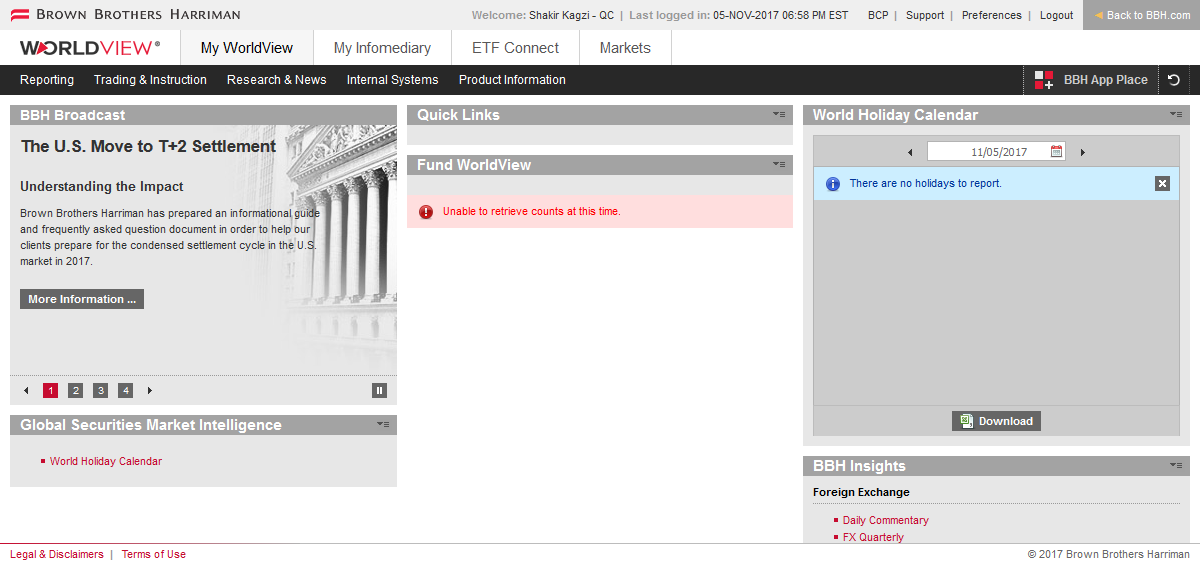 BROWN BROTHERS HARRIMAN
Welcome: Shakir Kagzi - QC | Last logged in: 05-NOV-2017 06:58 PM EST
BCP | Support | Preferences | Logout
Back to BBH.com
WORLDVIEW®
My WorldView
My Infomediary
ETF Connect
Markets
Reporting
Trading & Instruction
Research & News
Internal Systems
Product Information
BBH App Place
BBH Broadcast
The U.S. Move to T+2 Settlement
Understanding the Impact
Brown Brothers Harriman has prepared an informational guide
and frequently asked question document in order to help our
clients prepare for the condensed settlement cycle in the U.S.
market in 2017.
More Information ...
1 2 3 4
Global Securities Market Intelligence
World Holiday Calendar
Quick Links
Fund WorldView
Unable to retrieve counts at this time.
World Holiday Calendar
11/05/2017
There are no holidays to report.
Download
BBH Insights
Foreign Exchange
Daily Commentary
FX Quarterly
Legal & Disclaimers | Terms of Use
© 2017 Brown Brothers Harriman